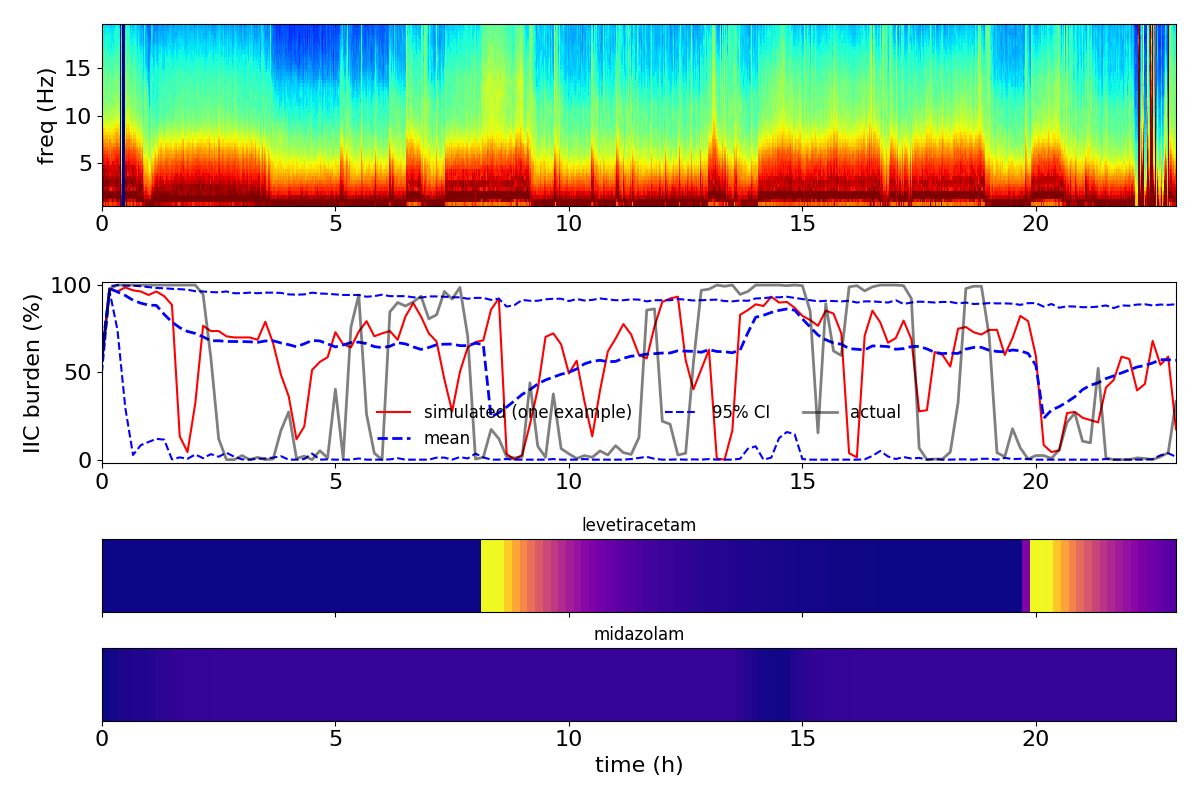 freq (Hz)
15
10
5
0 5 10 15 20
IIC burden (%)
100
50
0
simulated (one example) 95% CI actual
mean
0 5 10 15 20
levetiracetam
midazolam
0 5 10 15 20
time (h)